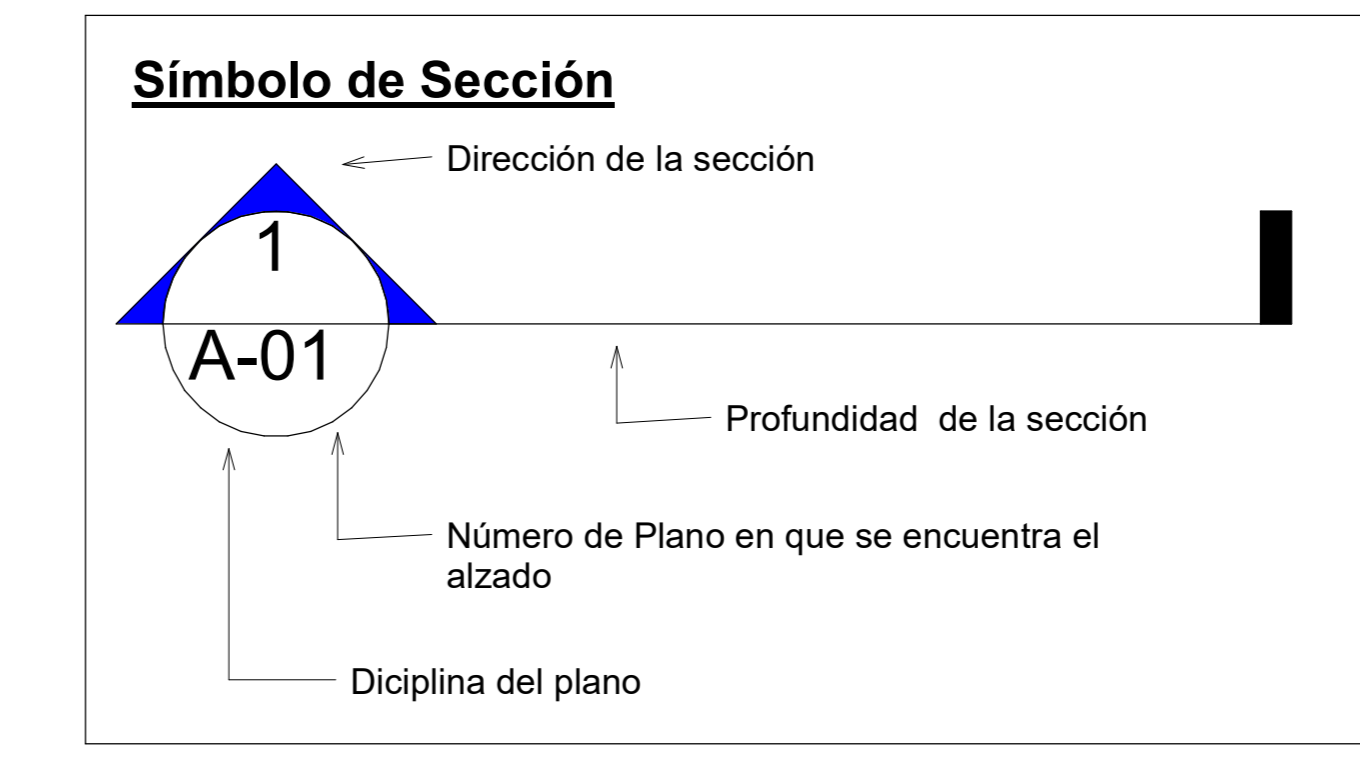 Símbolo de Sección
Dirección de la sección
1
A-01
Profundidad  de la sección
Número de Plano en que se encuentra el
alzado
Diciplina del plano